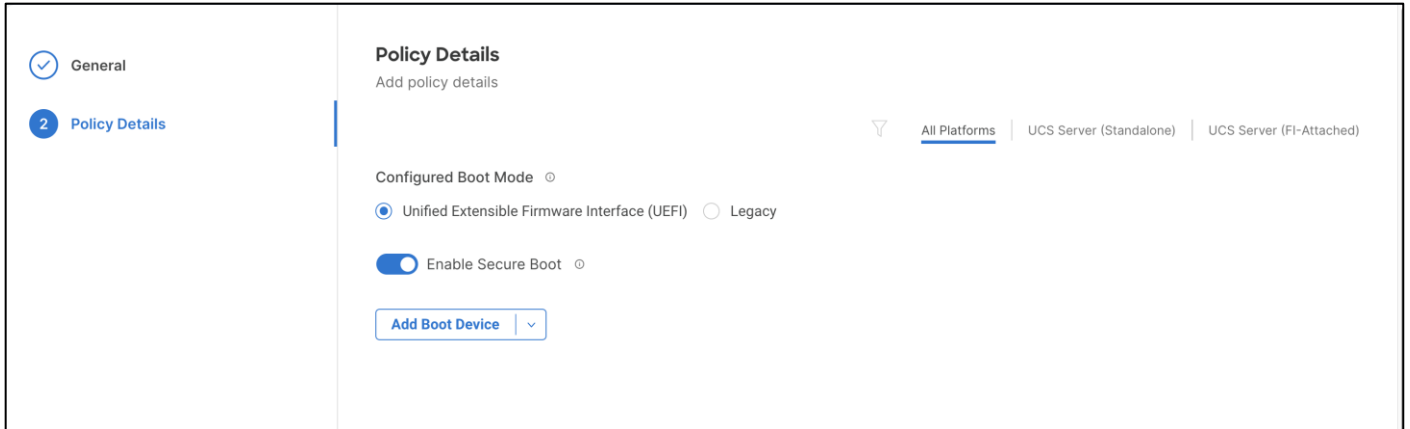 General
2 Policy Details
Policy Details
Add policy details
All Platforms UCS Server (Standalone) UCS Server (FI-Attached)
Configured Boot Mode
Unified Extensible Firmware Interface (UEFI) Legacy
Enable Secure Boot
Add Boot Device